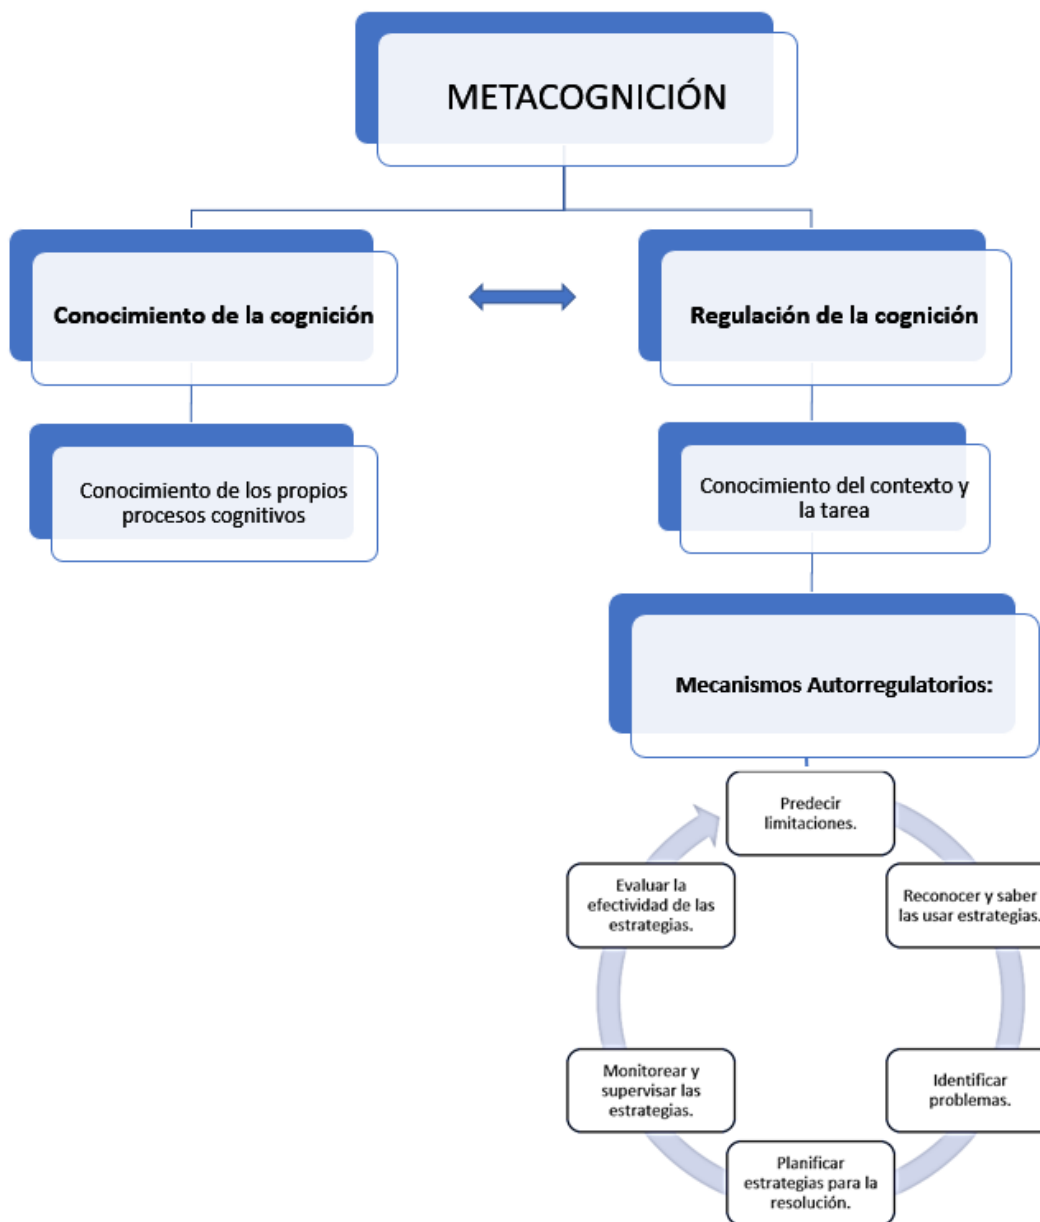 METACOGNICIÓN
Conocimiento de la cognición
Regulación de la cognición
Conocimiento de los propios
procesos cognitivos
Conocimiento del contexto y
la tarea
Mecanismos Autorregulatorios:
Predecir
limitaciones.
Reconocer y saber
las usar estrategias.
Identificar
problemas.
Planificar
estrategias para la
resolución.
Monitorear y
supervisar las
estrategias.
Evaluar la
efectividad de las
estrategias.